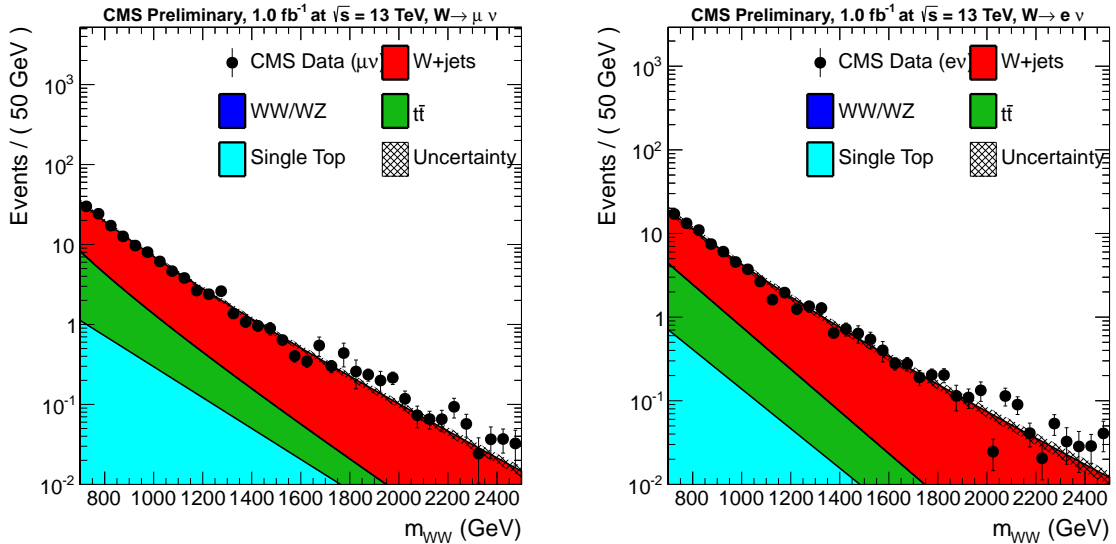 CMS Preliminary, 1.0 fb⁻¹ at √s = 13 TeV, W→ μ ν
CMS Data (μν)
W+jets
WW/WZ
tt̄
Single Top
Uncertainty
Events / ( 50 GeV )
10³
10²
10
1
10⁻¹
10⁻²
800 1000 1200 1400 1600 1800 2000 2200 2400
m_WW (GeV)
CMS Preliminary, 1.0 fb⁻¹ at √s = 13 TeV, W→ e ν
CMS Data (eν)
W+jets
WW/WZ
tt̄
Single Top
Uncertainty
Events / ( 50 GeV )
10³
10²
10
1
10⁻¹
10⁻²
800 1000 1200 1400 1600 1800 2000 2200 2400
m_WW (GeV)